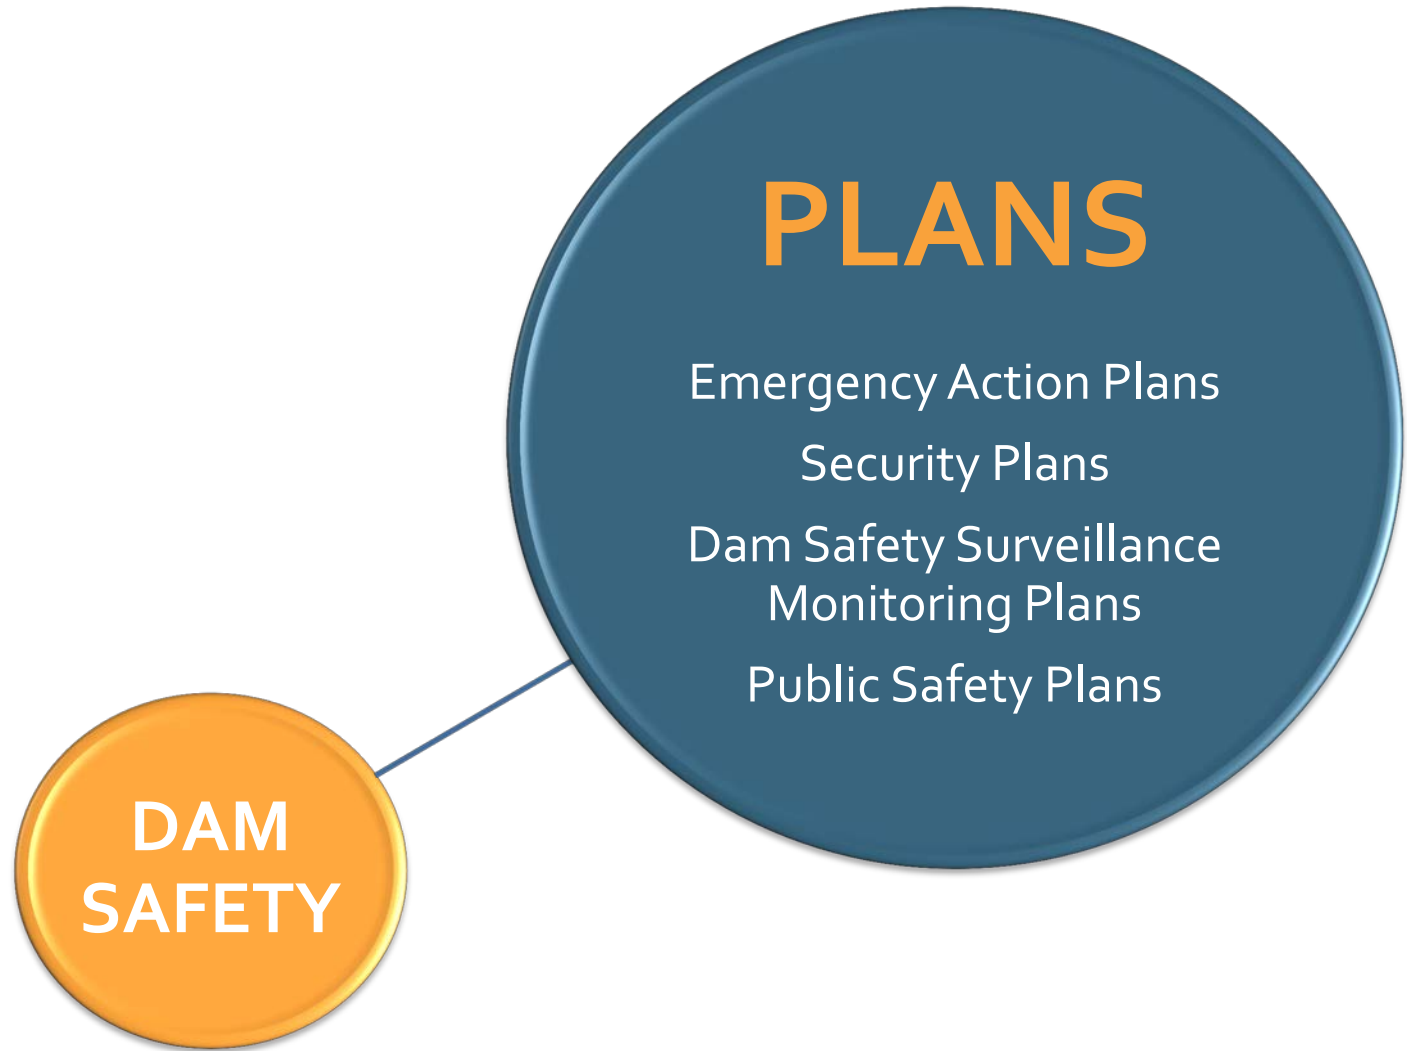 PLANS
Emergency Action Plans
Security Plans
Dam Safety Surveillance
Monitoring Plans
Public Safety Plans
DAM
SAFETY